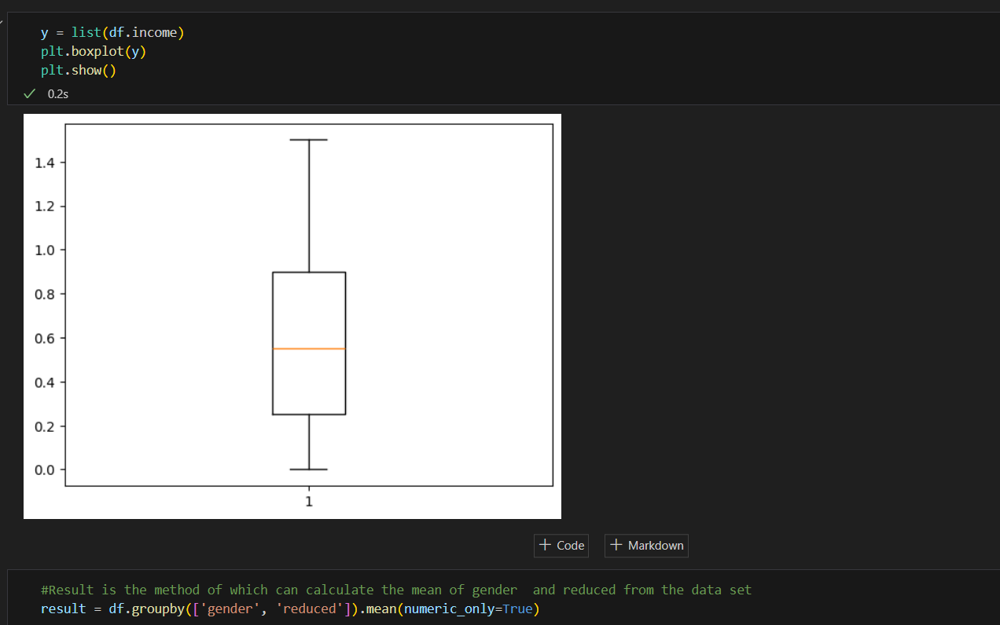 y = list(df.income)
plt.boxplot(y)
plt.show()
0.2s
1.4
1.2
1.0
0.8
0.6
0.4
0.2
0.0
1
+ Code + Markdown
#Result is the method of which can calculate the mean of gender  and reduced from the data set
result = df.groupby(['gender', 'reduced']).mean(numeric_only=True)